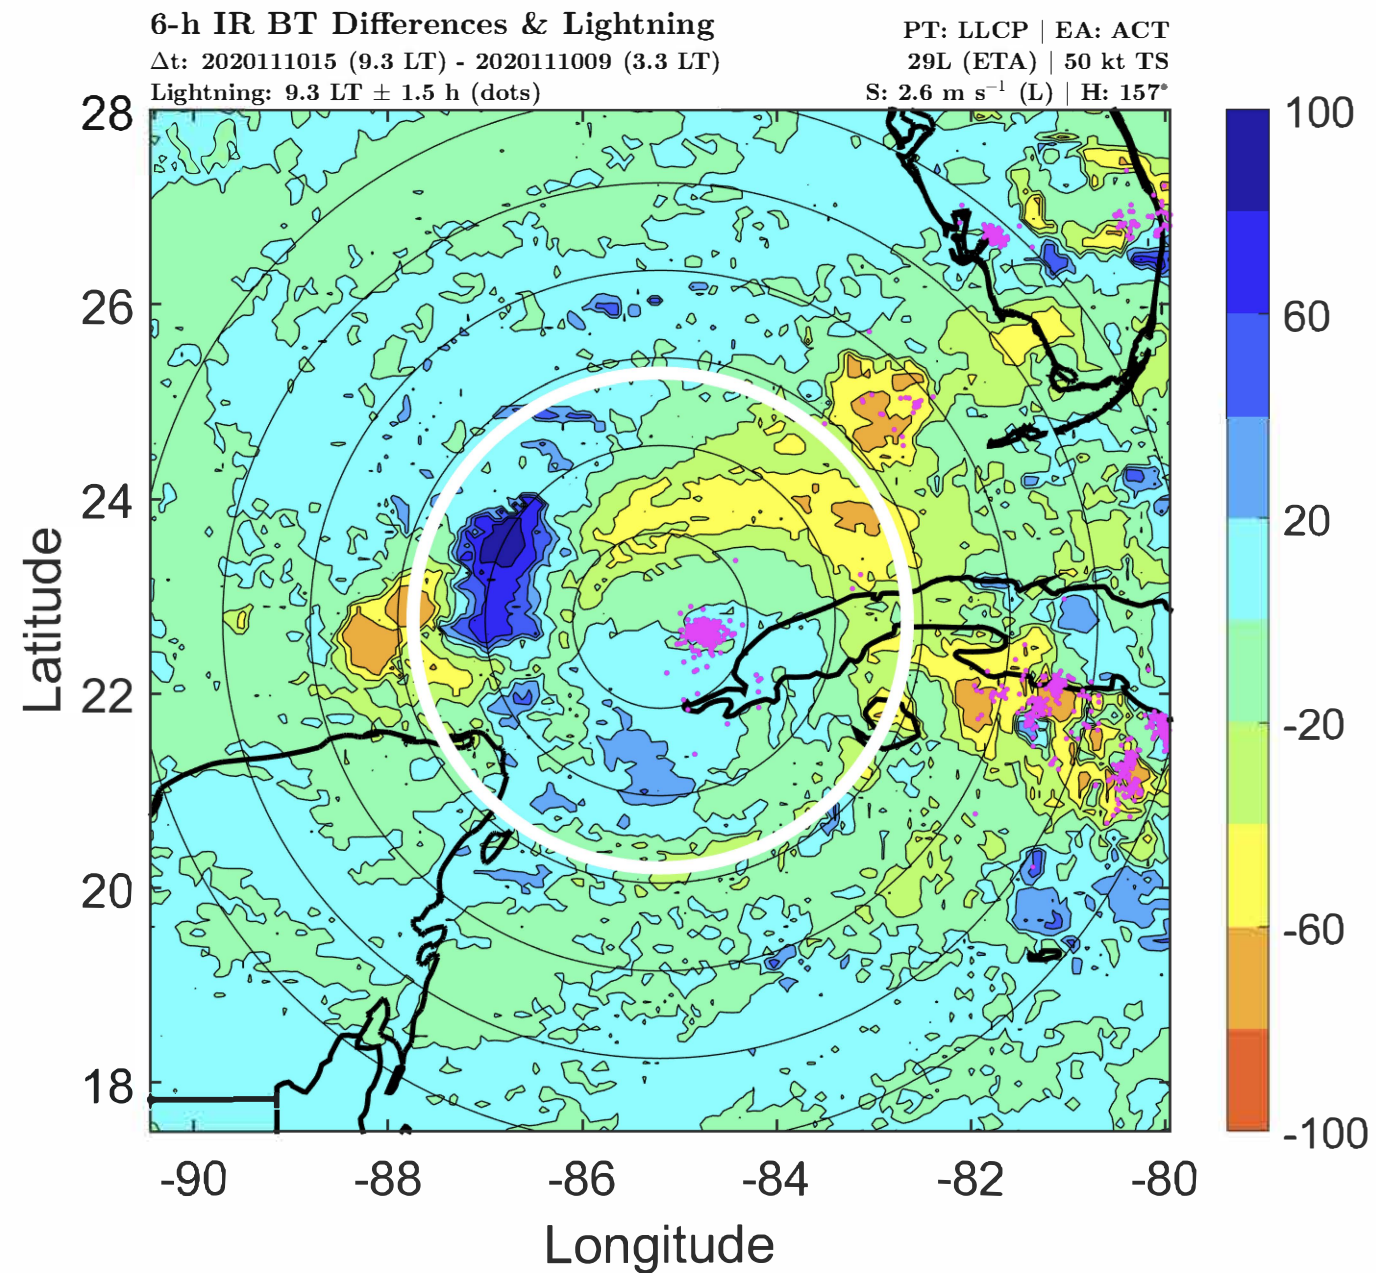 6-h IR BT Differences & Lightning
PT: LLCP | EA: ACT
Δt: 2020111015 (9.3 LT) - 2020111009 (3.3 LT)
29L (ETA) | 50 kt TS
Lightning: 9.3 LT ± 1.5 h (dots)
S: 2.6 m s⁻¹ (L) | H: 157°
28
26
24
22
20
18
Latitude
-90
-88
-86
-84
-82
-80
Longitude
100
60
20
-20
-60
-100